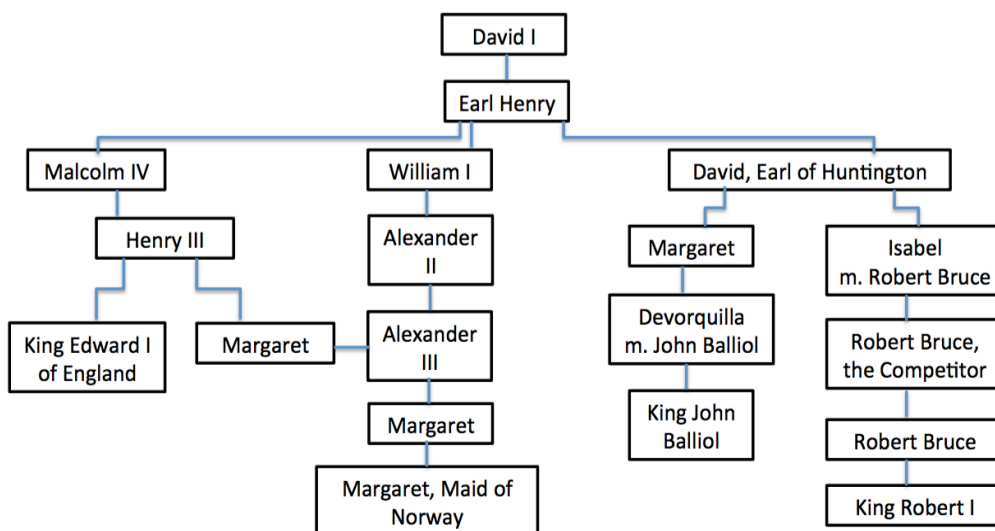 David I
Earl Henry
Malcolm IV
William I
David, Earl of Huntington
Henry III
Alexander
II
Margaret
Isabel
m. Robert Bruce
King Edward I
of England
Margaret
Alexander
III
Devorquilla
m. John Balliol
Robert Bruce,
the Competitor
Margaret
King John
Balliol
Robert Bruce
Margaret, Maid of
Norway
King Robert I